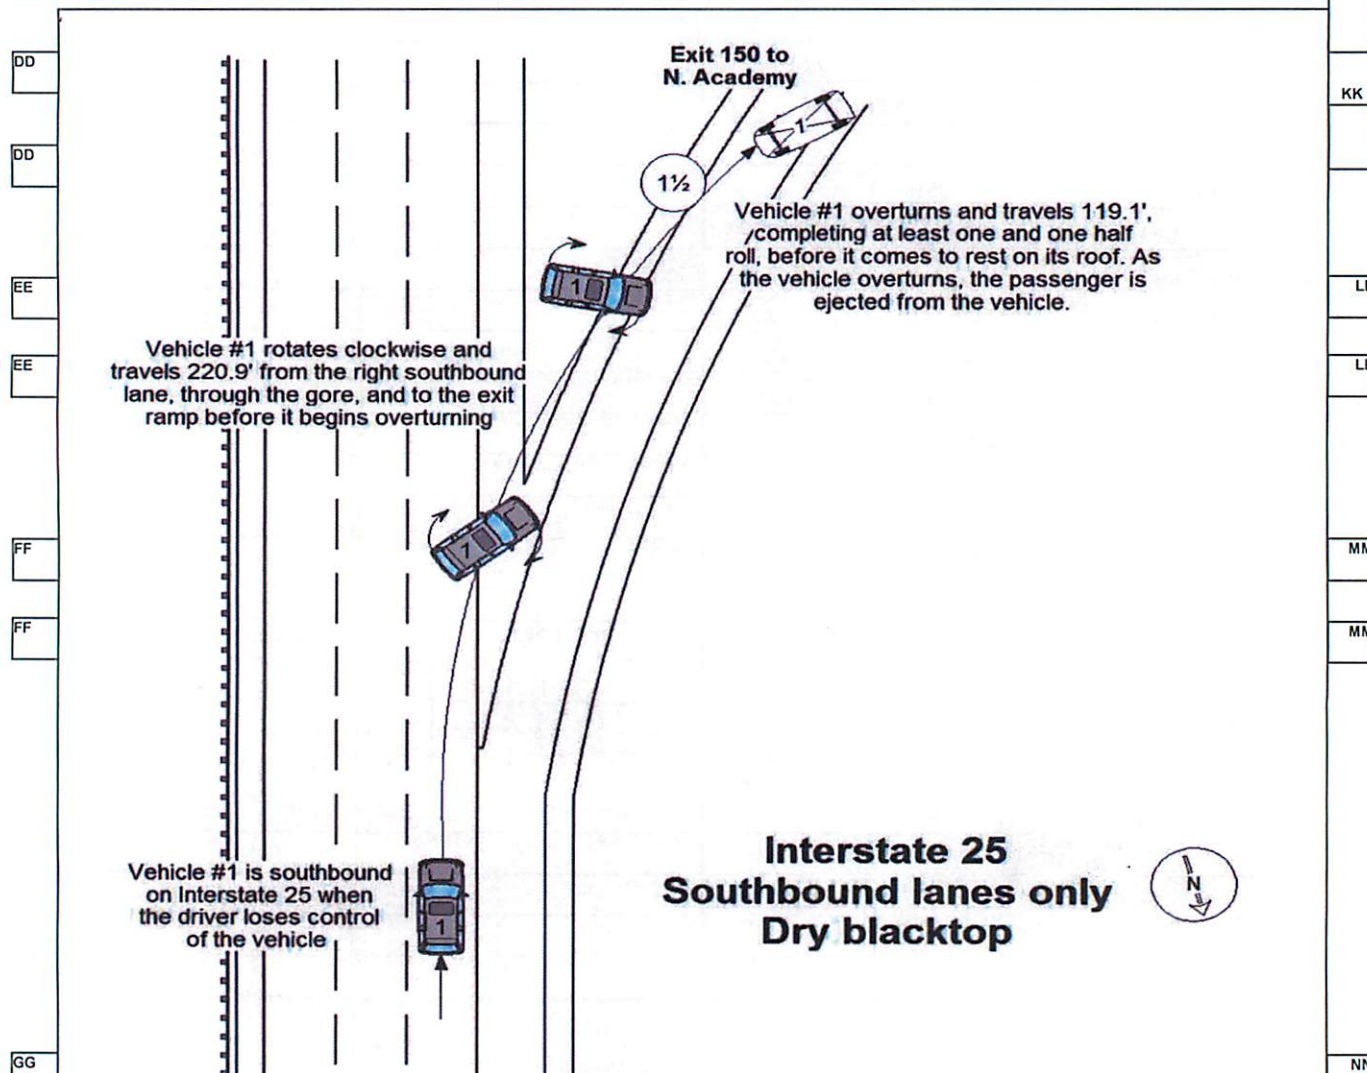 Exit 150 to
N. Academy
DD
KK
DD
1
1½
Vehicle #1 overturns and travels 119.1',
completing at least one and one half
roll, before it comes to rest on its roof. As
the vehicle overturns, the passenger is
ejected from the vehicle.
EE
1
Vehicle #1 rotates clockwise and
travels 220.9' from the right southbound
lane, through the gore, and to the exit
ramp before it begins overturning
EE
FF
1
MM
FF
MM
Vehicle #1 is southbound
on Interstate 25 when
the driver loses control
of the vehicle
1
Interstate 25
Southbound lanes only
Dry blacktop
N
GG
NN